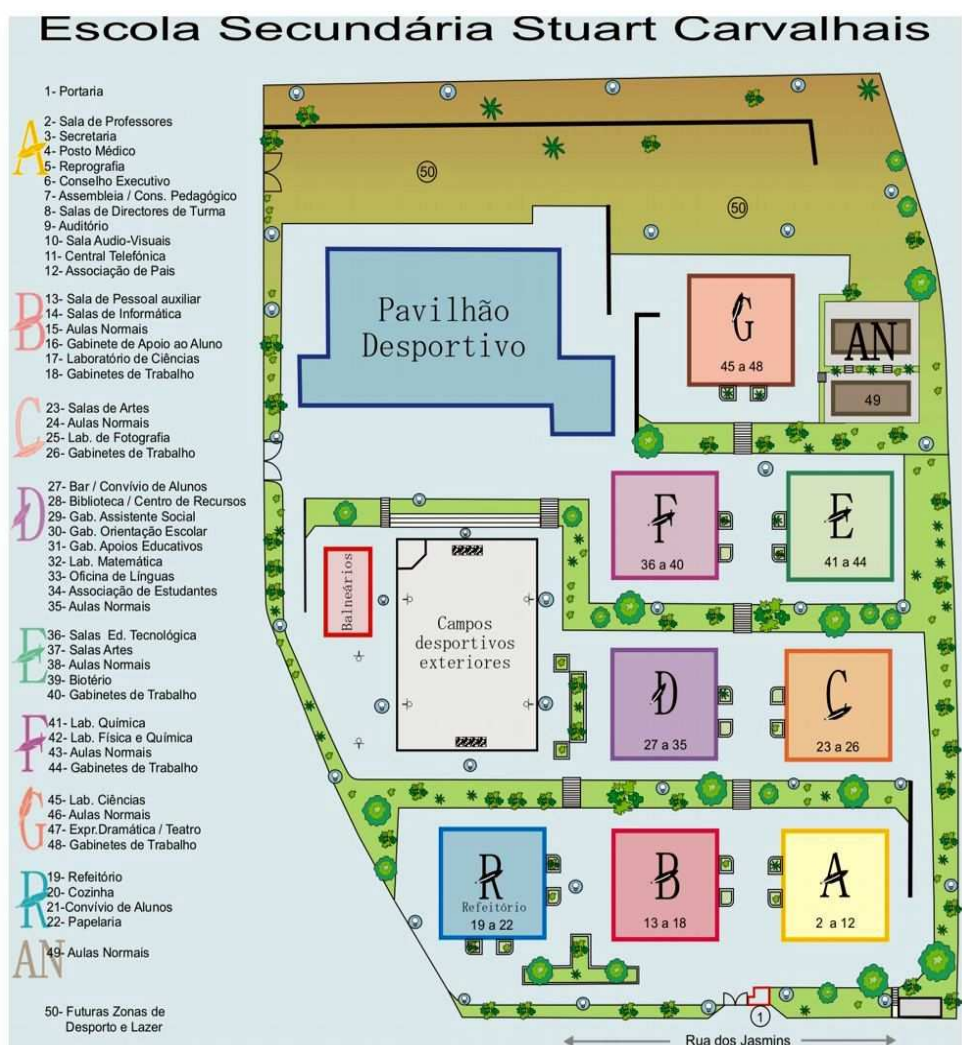 Escola Secundária Stuart Carvalhais
1- Portaria
A
2- Sala de Professores
3- Secretaria
4- Posto Médico
5- Reprografia
6- Conselho Executivo
7- Assembleia / Cons. Pedagógico
8- Salas de Directores de Turma
9- Auditório
10- Sala Audio-Visuais
11- Central Telefónica
12- Associação de Pais
B
13- Sala de Pessoal auxiliar
14- Salas de Informática
15- Aulas Normais
16- Gabinete de Apoio ao Aluno
17- Laboratório de Ciências
18- Gabinetes de Trabalho
C
23- Salas de Artes
24- Aulas Normais
25- Lab. de Fotografia
26- Gabinetes de Trabalho
D
27- Bar / Convívio de Alunos
28- Biblioteca / Centro de Recursos
29- Gab. Assistente Social
30- Gab. Orientação Escolar
31- Gab. Apoios Educativos
32- Lab. Matemática
33- Oficina de Línguas
34- Associação de Estudantes
35- Aulas Normais
E
36- Salas Ed. Tecnológica
37- Salas Artes
38- Aulas Normais
39- Biotério
40- Gabinetes de Trabalho
F
41- Lab. Química
42- Lab. Física e Química
43- Aulas Normais
44- Gabinetes de Trabalho
G
45- Lab. Ciências
46- Aulas Normais
47- Expr.Dramática / Teatro
48- Gabinetes de Trabalho
R
19- Refeitório
20- Cozinha
21-Convívio de Alunos
22- Papelaria
AN
49- Aulas Normais
50- Futuras Zonas de
Desporto e Lazer
50
50
Pavilhão
Desportivo
G
45 a 48
AN
49
F
36 a 40
E
41 a 44
Balneários
Campos
desportivos
exteriores
D
27 a 35
C
23 a 26
R
Refeitório
19 a 22
B
13 a 18
A
2 a 12
1
Rua dos Jasmins